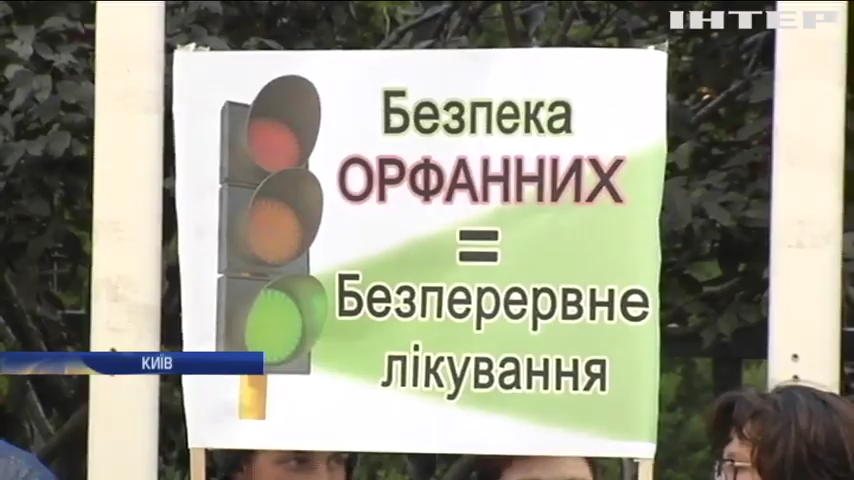 ІНТЕР
Безпека
ОРФАННИХ
=
Безперервне
лікування
КИЇВ